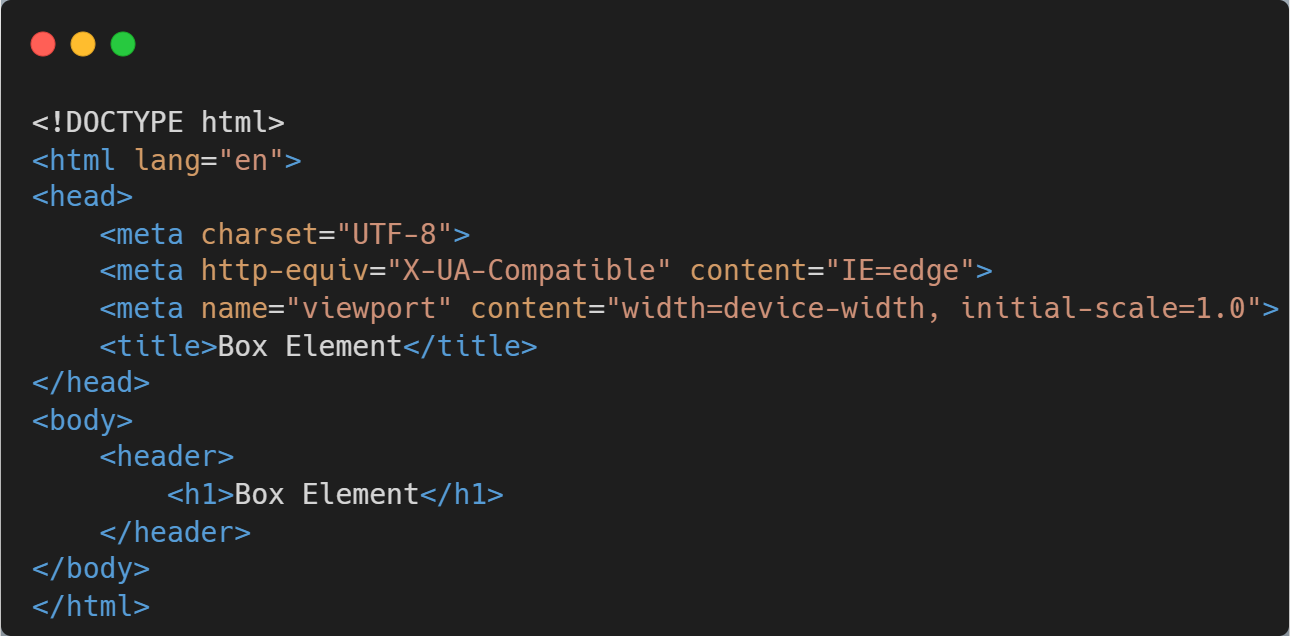 <!DOCTYPE html>
<html lang="en">
<head>
    <meta charset="UTF-8">
    <meta http-equiv="X-UA-Compatible" content="IE=edge">
    <meta name="viewport" content="width=device-width, initial-scale=1.0">
    <title>Box Element</title>
</head>
<body>
    <header>
        <h1>Box Element</h1>
    </header>
</body>
</html>